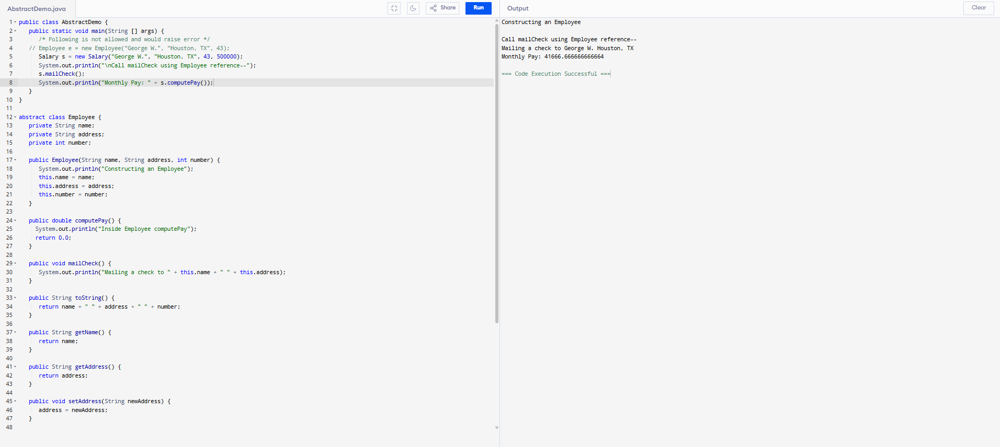 AbstractDemo.java
Share
Run
Output
Clear
1 public class AbstractDemo {
2    public static void main(String [] args) {
3       /* Following is not allowed and would raise error */
4    // Employee e = new Employee("George W.", "Houston, TX", 43);
5       Salary s = new Salary("George W.", "Houston, TX", 43, 500000);
6       System.out.println("\nCall mailCheck using Employee reference--");
7       s.mailCheck();
8       System.out.println("Monthly Pay: " + s.computePay());
9    }
10 }
11
12 abstract class Employee {
13    private String name;
14    private String address;
15    private int number;
16
17    public Employee(String name, String address, int number) {
18       System.out.println("Constructing an Employee");
19       this.name = name;
20       this.address = address;
21       this.number = number;
22    }
23
24    public double computePay() {
25      System.out.println("Inside Employee computePay");
26      return 0.0;
27    }
28
29    public void mailCheck() {
30       System.out.println("Mailing a check to " + this.name + " " + this.address);
31    }
32
33    public String toString() {
34       return name + " " + address + " " + number;
35    }
36
37    public String getName() {
38       return name;
39    }
40
41    public String getAddress() {
42       return address;
43    }
44
45    public void setAddress(String newAddress) {
46       address = newAddress;
47    }
48
Constructing an Employee
Call mailCheck using Employee reference--
Mailing a check to George W. Houston, TX
Monthly Pay: 41666.666666666664
=== Code Execution Successful ===